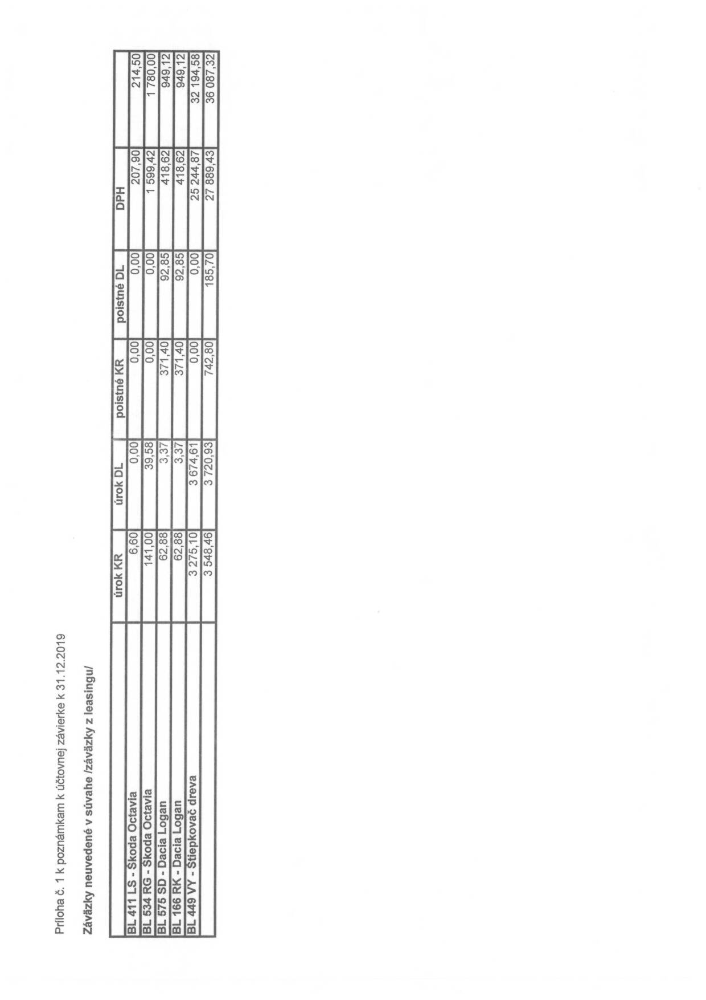 Príloha č. 1 k poznámkam k účtovnej závierke k 31.12.2019
Záväzky neuvedené v súvahe /záväzky z leasingu/
úrok KR úrok DL poistné KR poistné DL DPH
BL 411 LS - Škoda Octavia 6,60 0,00 0,00 0,00 207,90 214,50
BL 534 RG - Škoda Octavia 141,00 39,58 0,00 0,00 1 599,42 1 780,00
BL 575 SD - Dacia Logan 62,88 3,37 371,40 92,85 418,62 949,12
BL 166 RK - Dacia Logan 62,88 3,37 371,40 92,85 418,62 949,12
BL 449 VY - Štiepkovač dreva 3 275,10 3 674,61 0,00 0,00 25 244,87 32 194,58
3 548,46 3 720,93 742,80 185,70 27 889,43 36 087,32